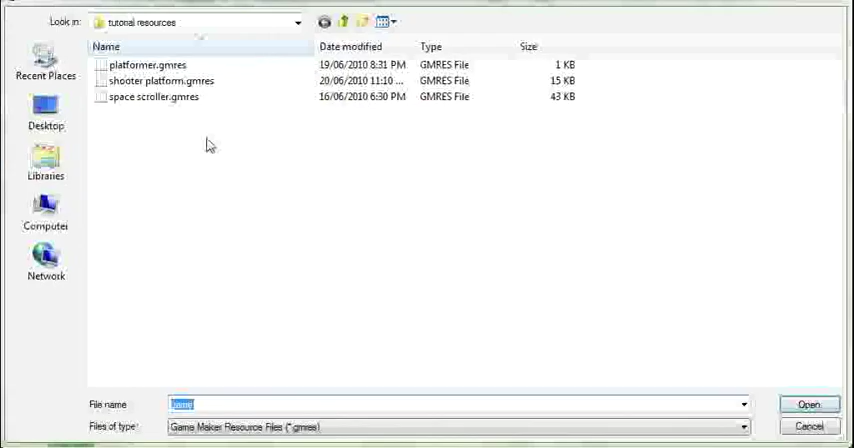 Look in: tutorial resources
Name Date modified Type Size
platformer.gmres 19/06/2010 8:31 PM GMRES File 1 KB
shooter platform.gmres 20/06/2010 11:10 ... GMRES File 15 KB
space scroller.gmres 16/06/2010 6:30 PM GMRES File 43 KB
Recent Places
Desktop
Libraries
Computer
Network
File name
Open
Files of type: Game Maker Resource Files (*.gmres)
Cancel